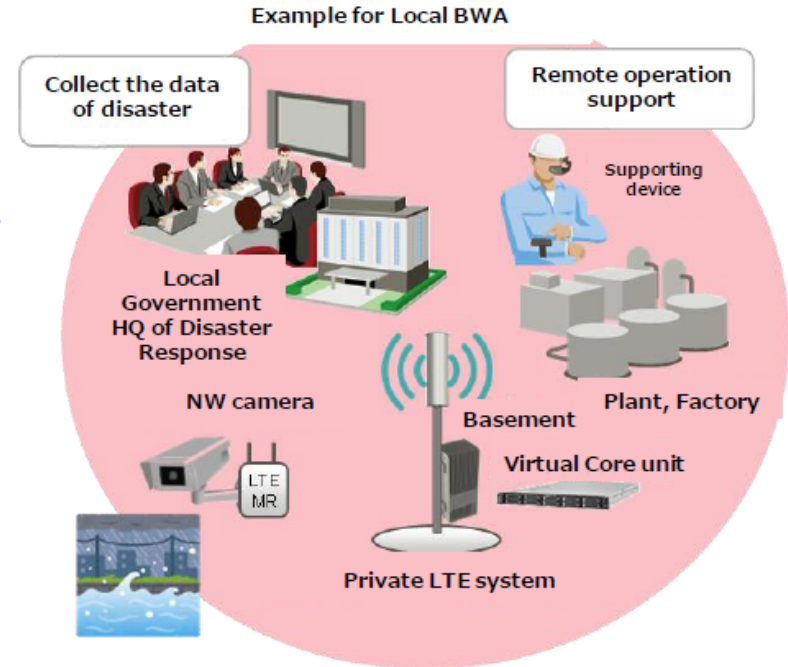 Example for Local BWA
Collect the data
of disaster
Remote operation
support
Supporting
device
Local
Government
HQ of Disaster
Response
NW camera
LTE
MR
Basement
Plant, Factory
Virtual Core unit
Private LTE system